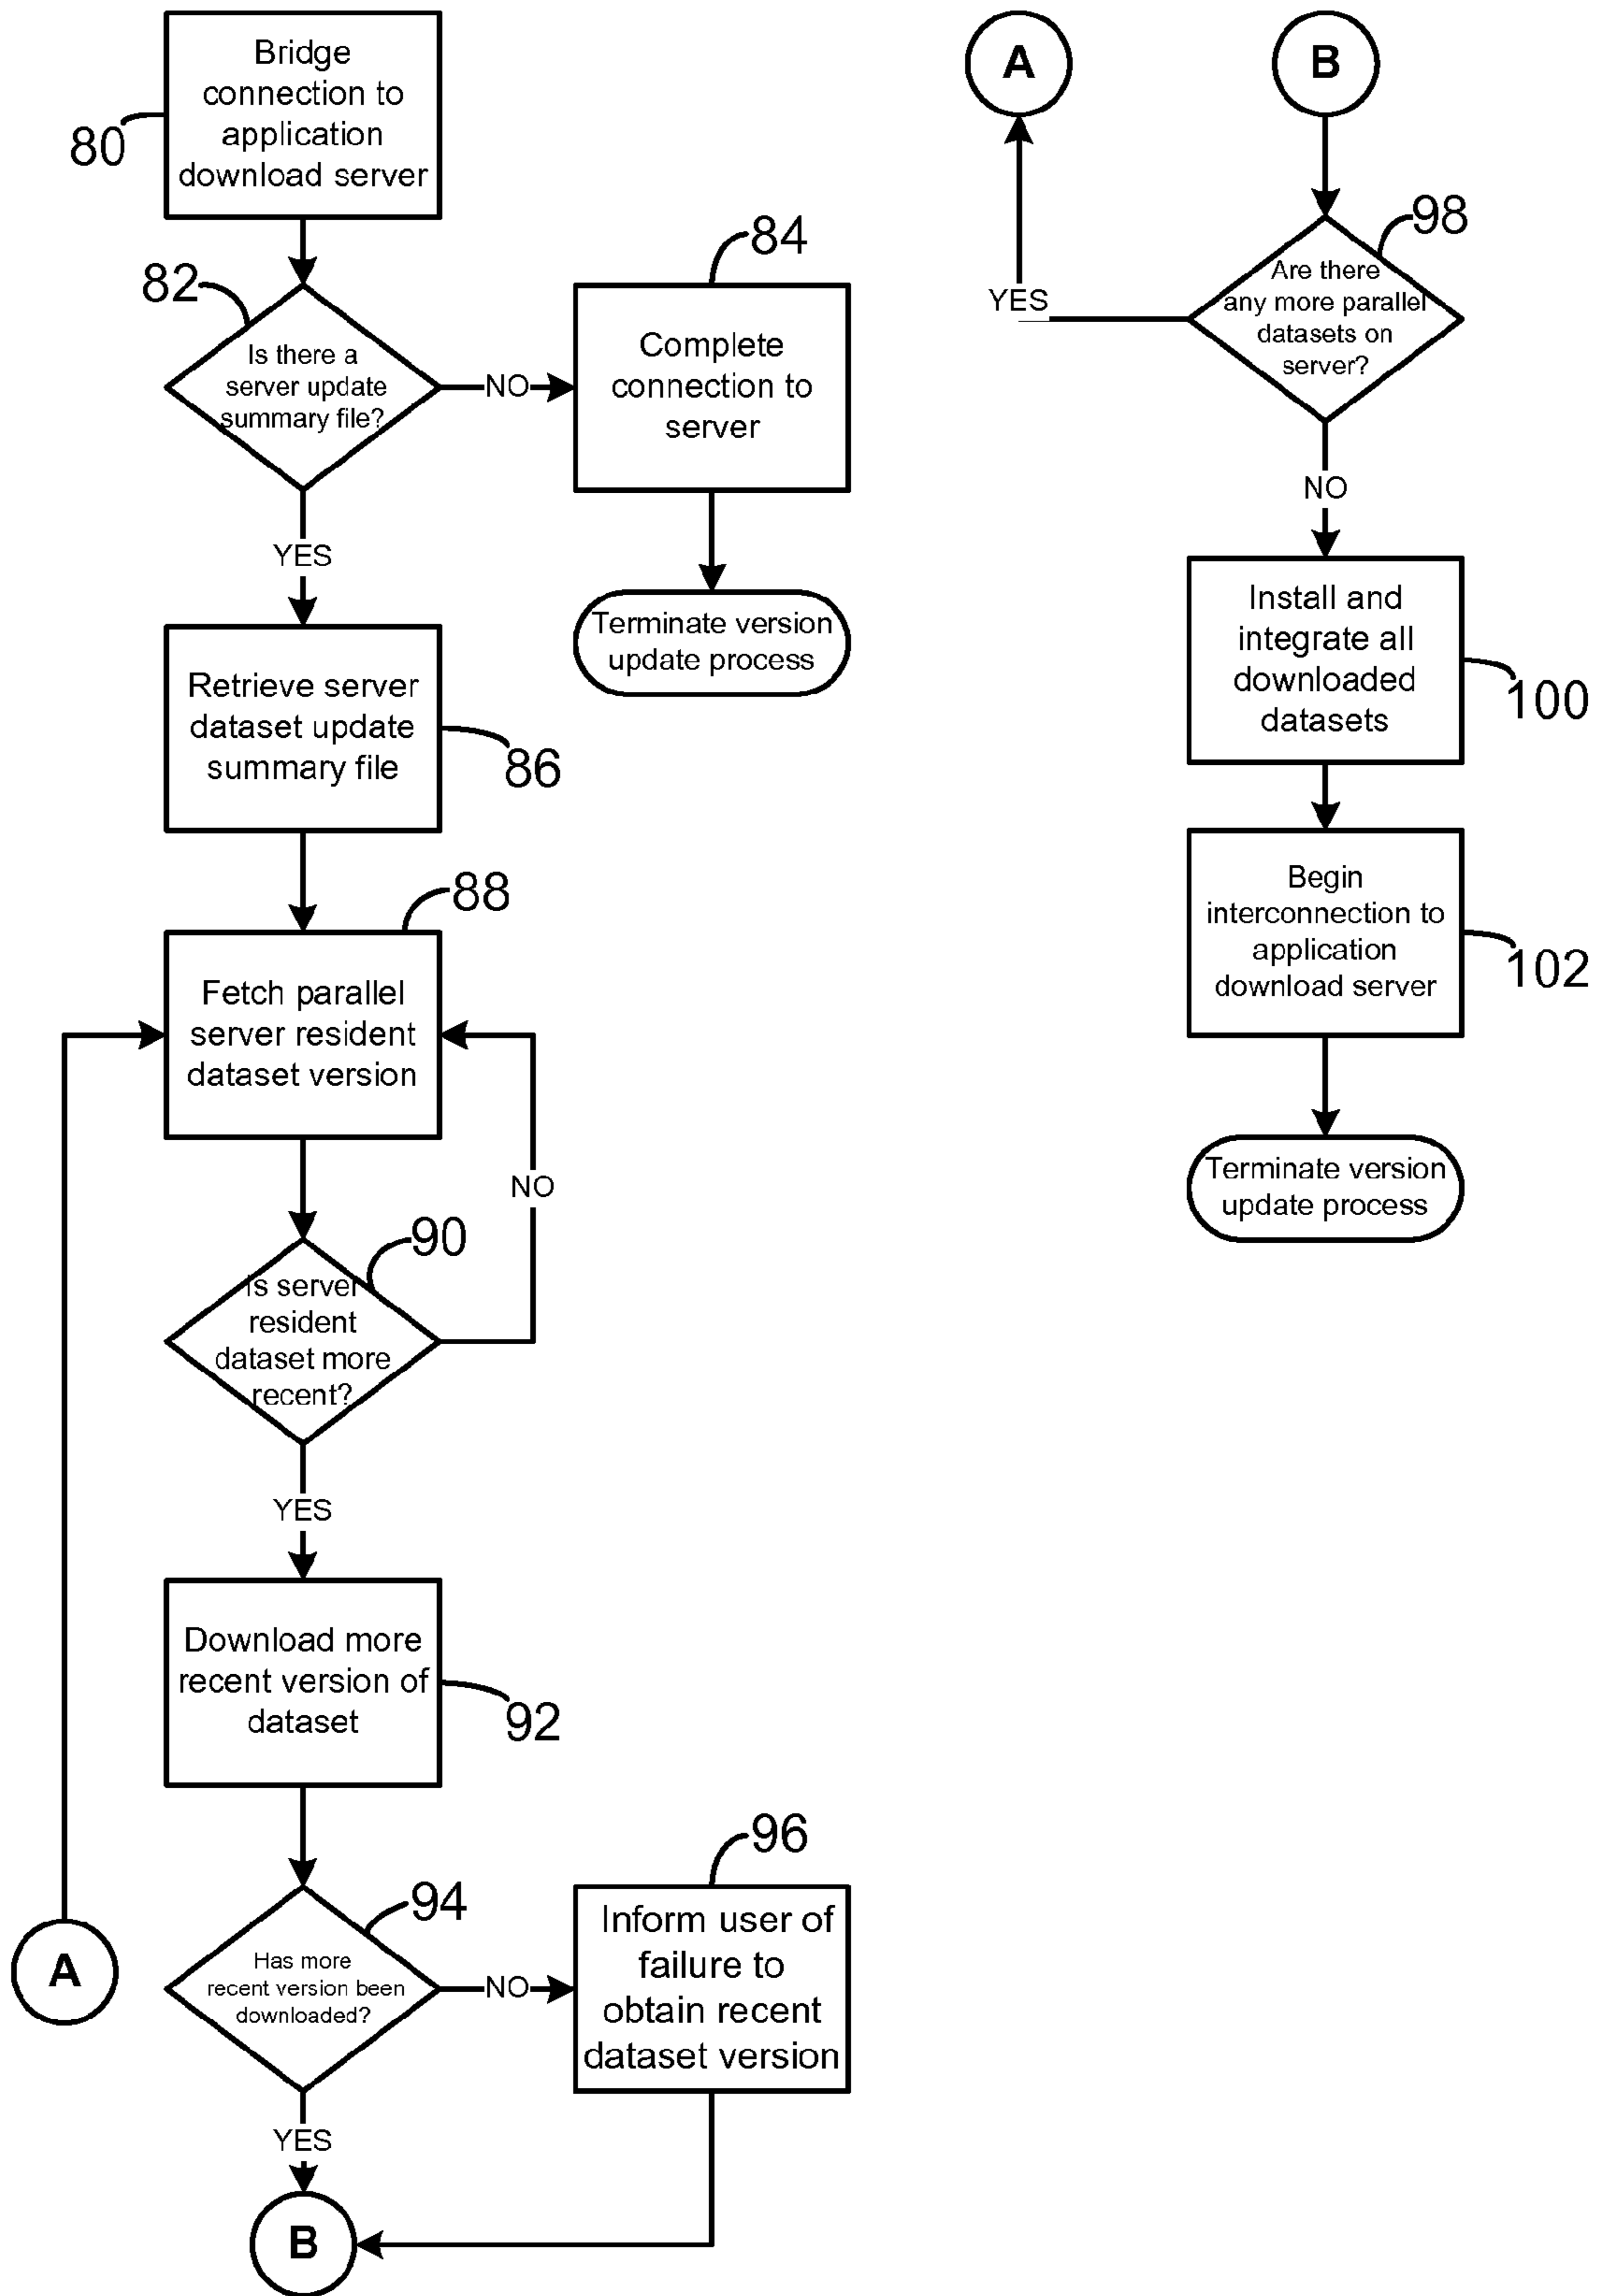 Bridge
connection to
application
download server
80
82
Is there a
server update
summary file?
NO
84
Complete
connection to
server
Terminate version
update process
YES
Retrieve server
dataset update
summary file
86
88
Fetch parallel
server resident
dataset version
NO
90
Is server
resident
dataset more
recent?
YES
Download more
recent version of
dataset
92
94
Has more
recent version been
downloaded?
NO
96
Inform user of
failure to
obtain recent
dataset version
A
YES
B
A
B
98
Are there
any more parallel
datasets on
server?
YES
NO
Install and
integrate all
downloaded
datasets
100
Begin
interconnection to
application
download server
102
Terminate version
update process